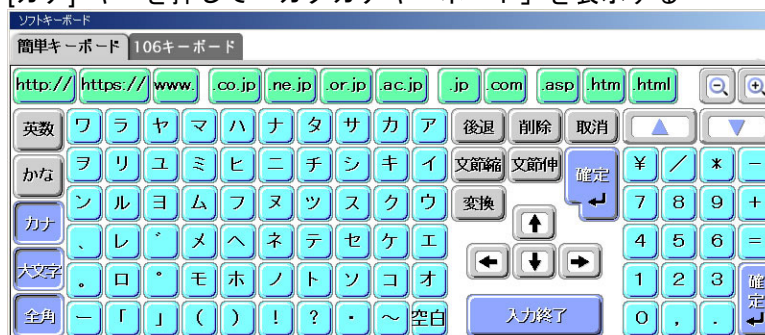 [カナ]キーを押して「カタカナキーボード」を表示する
ソフトキーボード
簡単キーボード 106キーボード
http:// https:// www. .co.jp .ne.jp .or.jp .ac.jp .jp .com .asp .htm .html
英数 ワ ラ ヤ マ ハ ナ タ サ カ ア 後退 削除 取消
かな ヲ リ ユ ミ ヒ ニ チ シ キ イ 文節縮 文節伸 確定 ¥ / * -
カナ ン ル ヨ ム フ ヌ ツ ス ク ウ 変換 7 8 9 +
、 レ ゛ メ ヘ ネ テ セ ケ エ 4 5 6 =
大文字 。 ロ ゜ モ ホ ノ ト ソ コ オ 1 2 3 確定
全角 ー 「 」 ( ) ! ? ・ ~ 空白 入力終了 0 , .